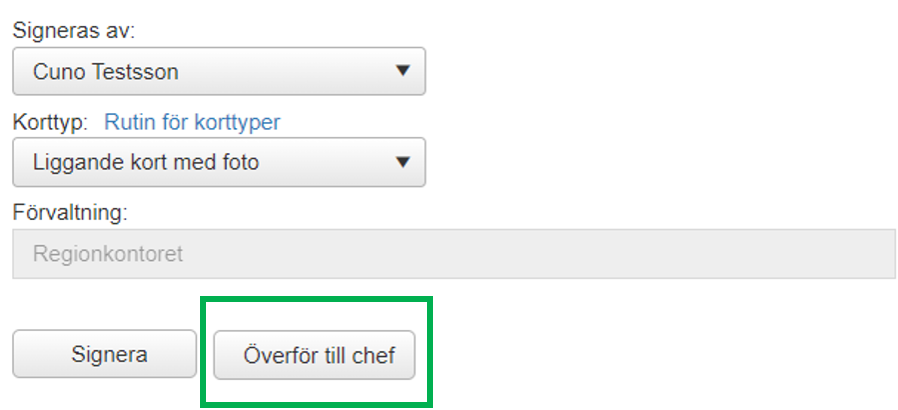 Signeras av:
Cuno Testsson
Korttyp: Rutin för korttyper
Liggande kort med foto
Förvaltning:
Regionkontoret
Signera Överför till chef